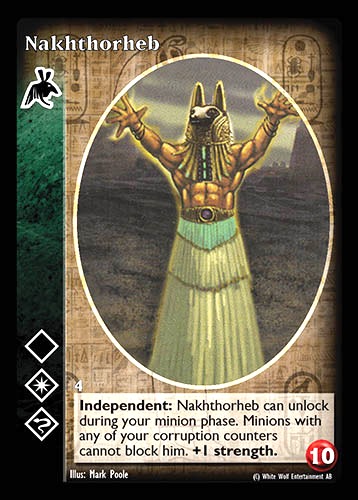 Nakhthorheb
4
Independent: Nakhthorheb can unlock
during your minion phase. Minions with
any of your corruption counters
cannot block him. +1 strength.
10
Illus: Mark Poole
(C) White Wolf Entertainment AB